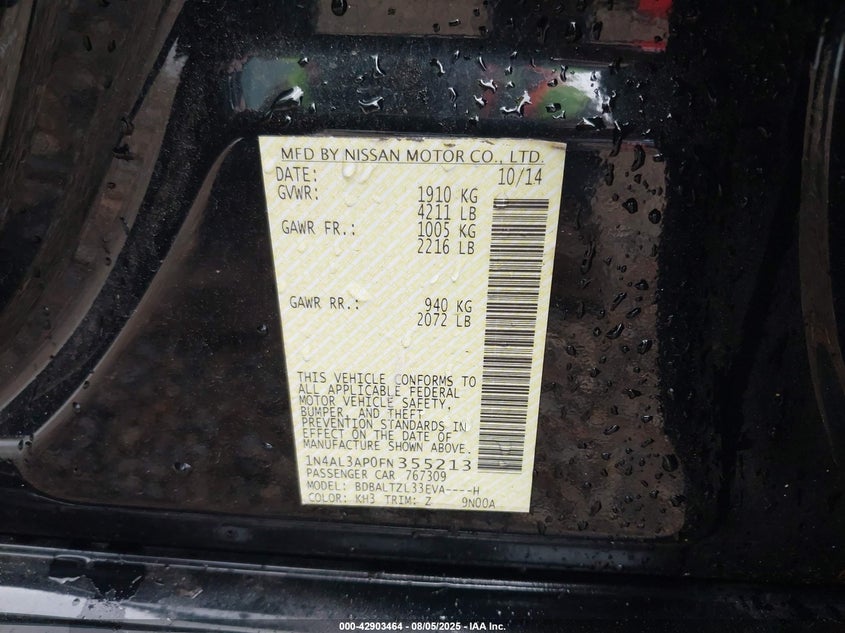 MFD BY NISSAN MOTOR CO., LTD.
DATE: 10/14
GVWR: 1910 KG
4211 LB
GAWR FR.: 1005 KG
2216 LB
GAWR RR.: 940 KG
2072 LB
THIS VEHICLE CONFORMS TO
ALL APPLICABLE FEDERAL
MOTOR VEHICLE SAFETY,
BUMPER, AND THEFT
PREVENTION STANDARDS IN
EFFECT ON THE DATE OF
MANUFACTURE SHOWN ABOVE.
1N4AL3AP0FN355213
PASSENGER CAR 767309
MODEL: BDBALTZL33EVA----H
COLOR: KH3 TRIM: Z 9N00A
000-42903464 - 08/05/2025 - IAA Inc.